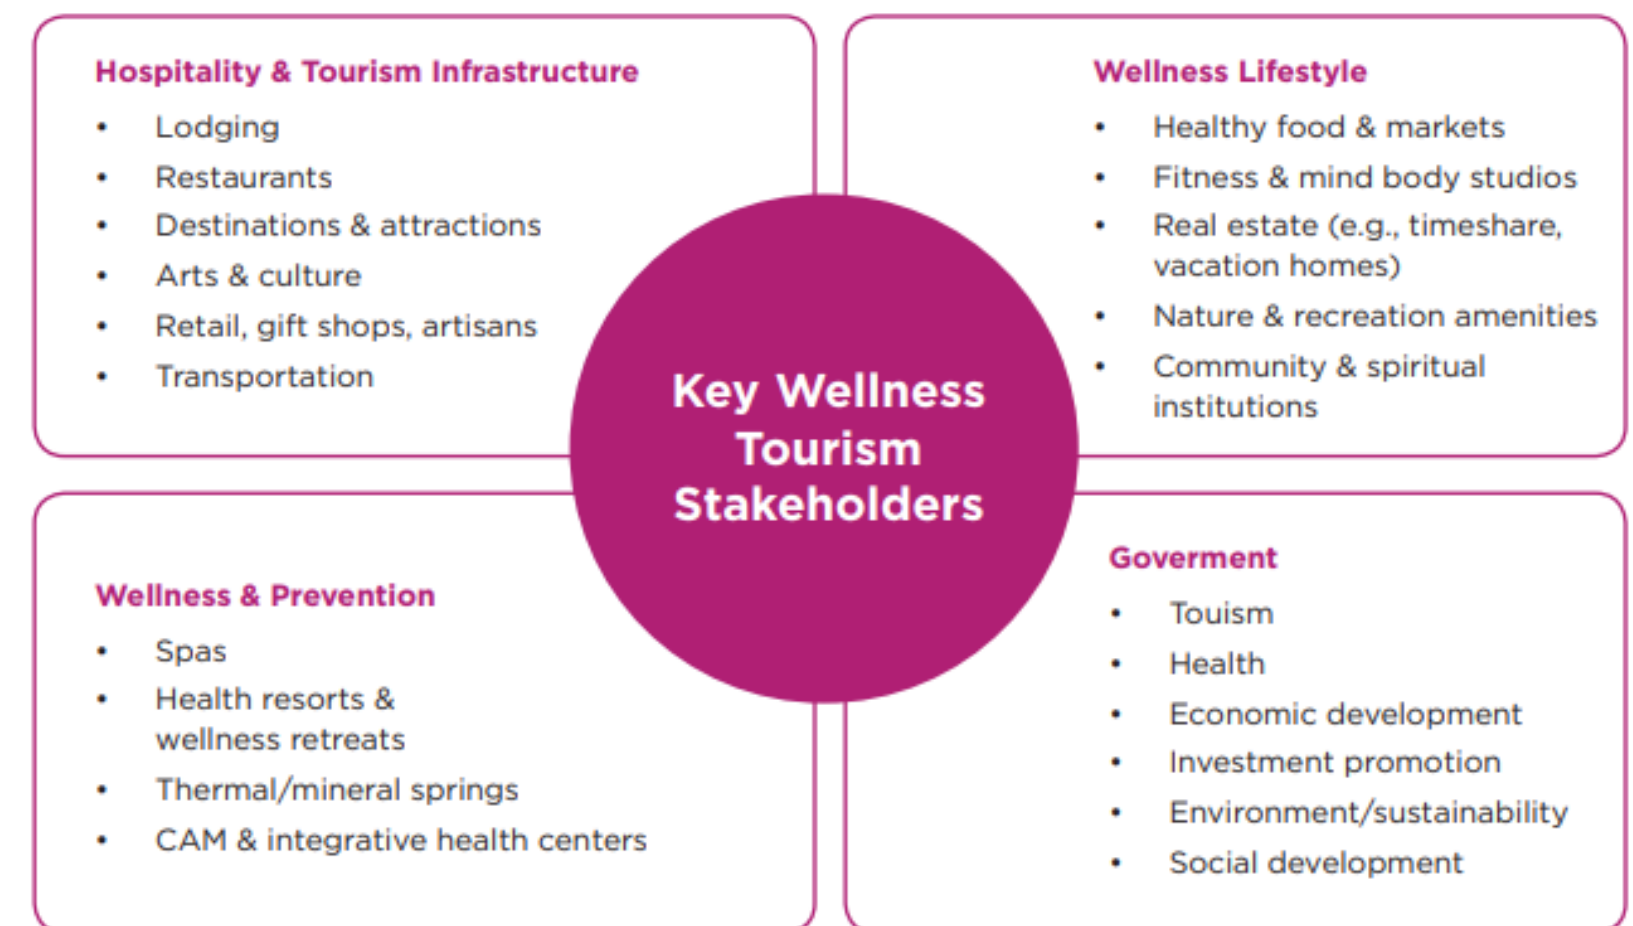 Hospitality & Tourism Infrastructure
• Lodging
• Restaurants
• Destinations & attractions
• Arts & culture
• Retail, gift shops, artisans
• Transportation
Wellness Lifestyle
• Healthy food & markets
• Fitness & mind body studios
• Real estate (e.g., timeshare,
vacation homes)
• Nature & recreation amenities
• Community & spiritual
institutions
Key Wellness
Tourism
Stakeholders
Wellness & Prevention
• Spas
• Health resorts &
wellness retreats
• Thermal/mineral springs
• CAM & integrative health centers
Goverment
• Touism
• Health
• Economic development
• Investment promotion
• Environment/sustainability
• Social development